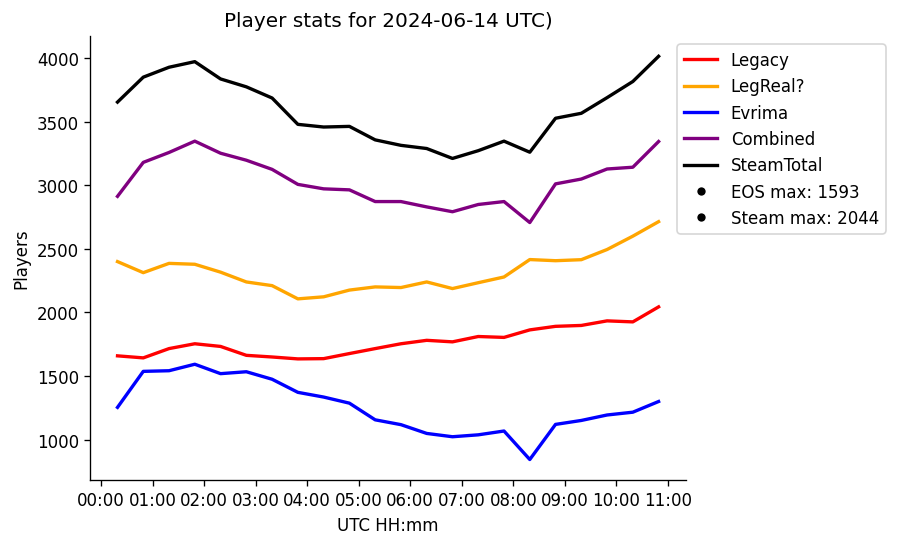 Player stats for 2024-06-14 UTC)
Legacy
LegReal?
Evrima
Combined
SteamTotal
EOS max: 1593
Steam max: 2044
Players
4000
3500
3000
2500
2000
1500
1000
00:00 01:00 02:00 03:00 04:00 05:00 06:00 07:00 08:00 09:00 10:00 11:00
UTC HH:mm